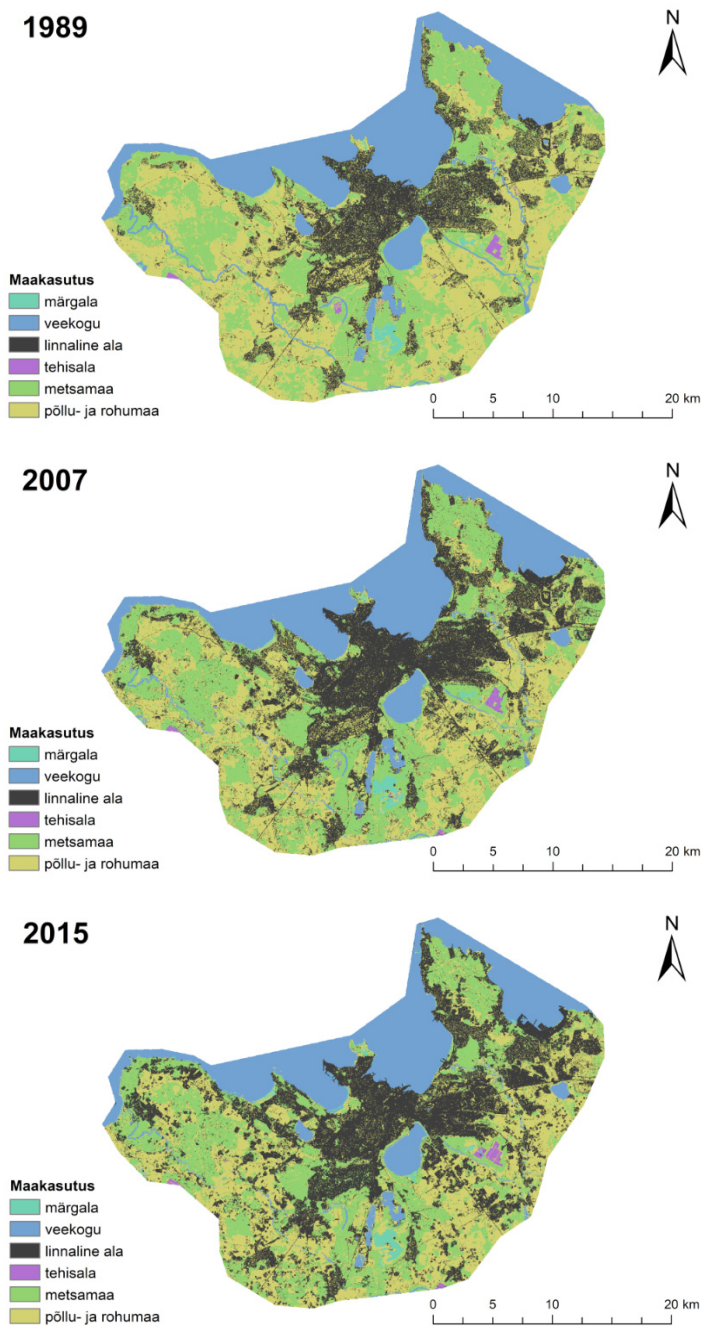 1989
N
Maakasutus
märgala
veekogu
linnaline ala
tehisala
metsamaa
põllu- ja rohumaa
0 5 10 20 km
2007
N
Maakasutus
märgala
veekogu
linnaline ala
tehisala
metsamaa
põllu- ja rohumaa
0 5 10 20 km
2015
N
Maakasutus
märgala
veekogu
linnaline ala
tehisala
metsamaa
põllu- ja rohumaa
0 5 10 20 km